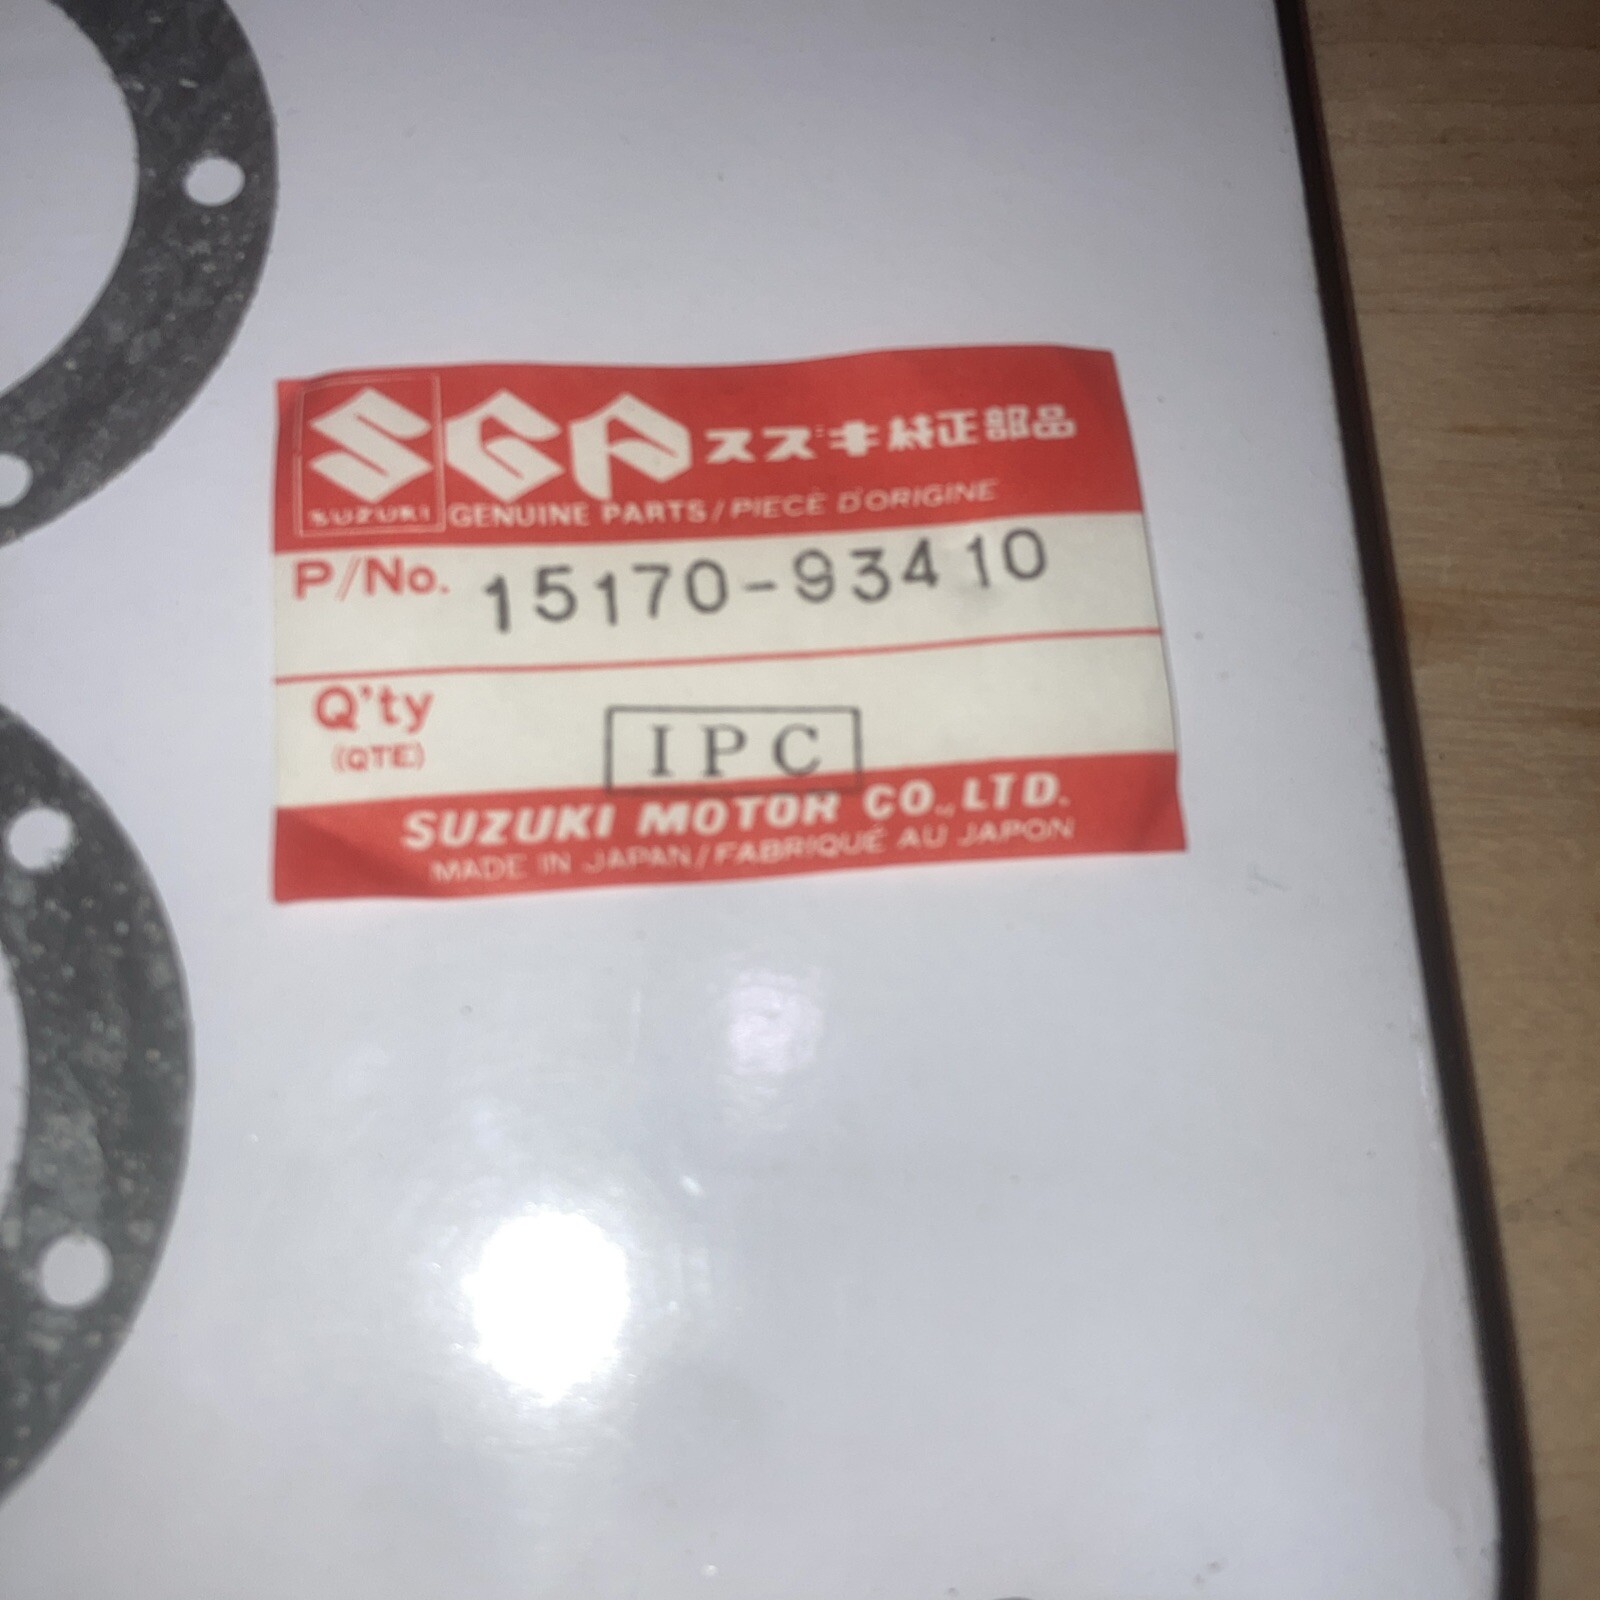 SGP スズキ純正部品
SUZUKI GENUINE PARTS / PIECE D'ORIGINE
P/No. 15170-93410
Q'ty
(QTE)
1PC
SUZUKI MOTOR CO., LTD.
MADE IN JAPAN / FABRIQUÉ AU JAPON